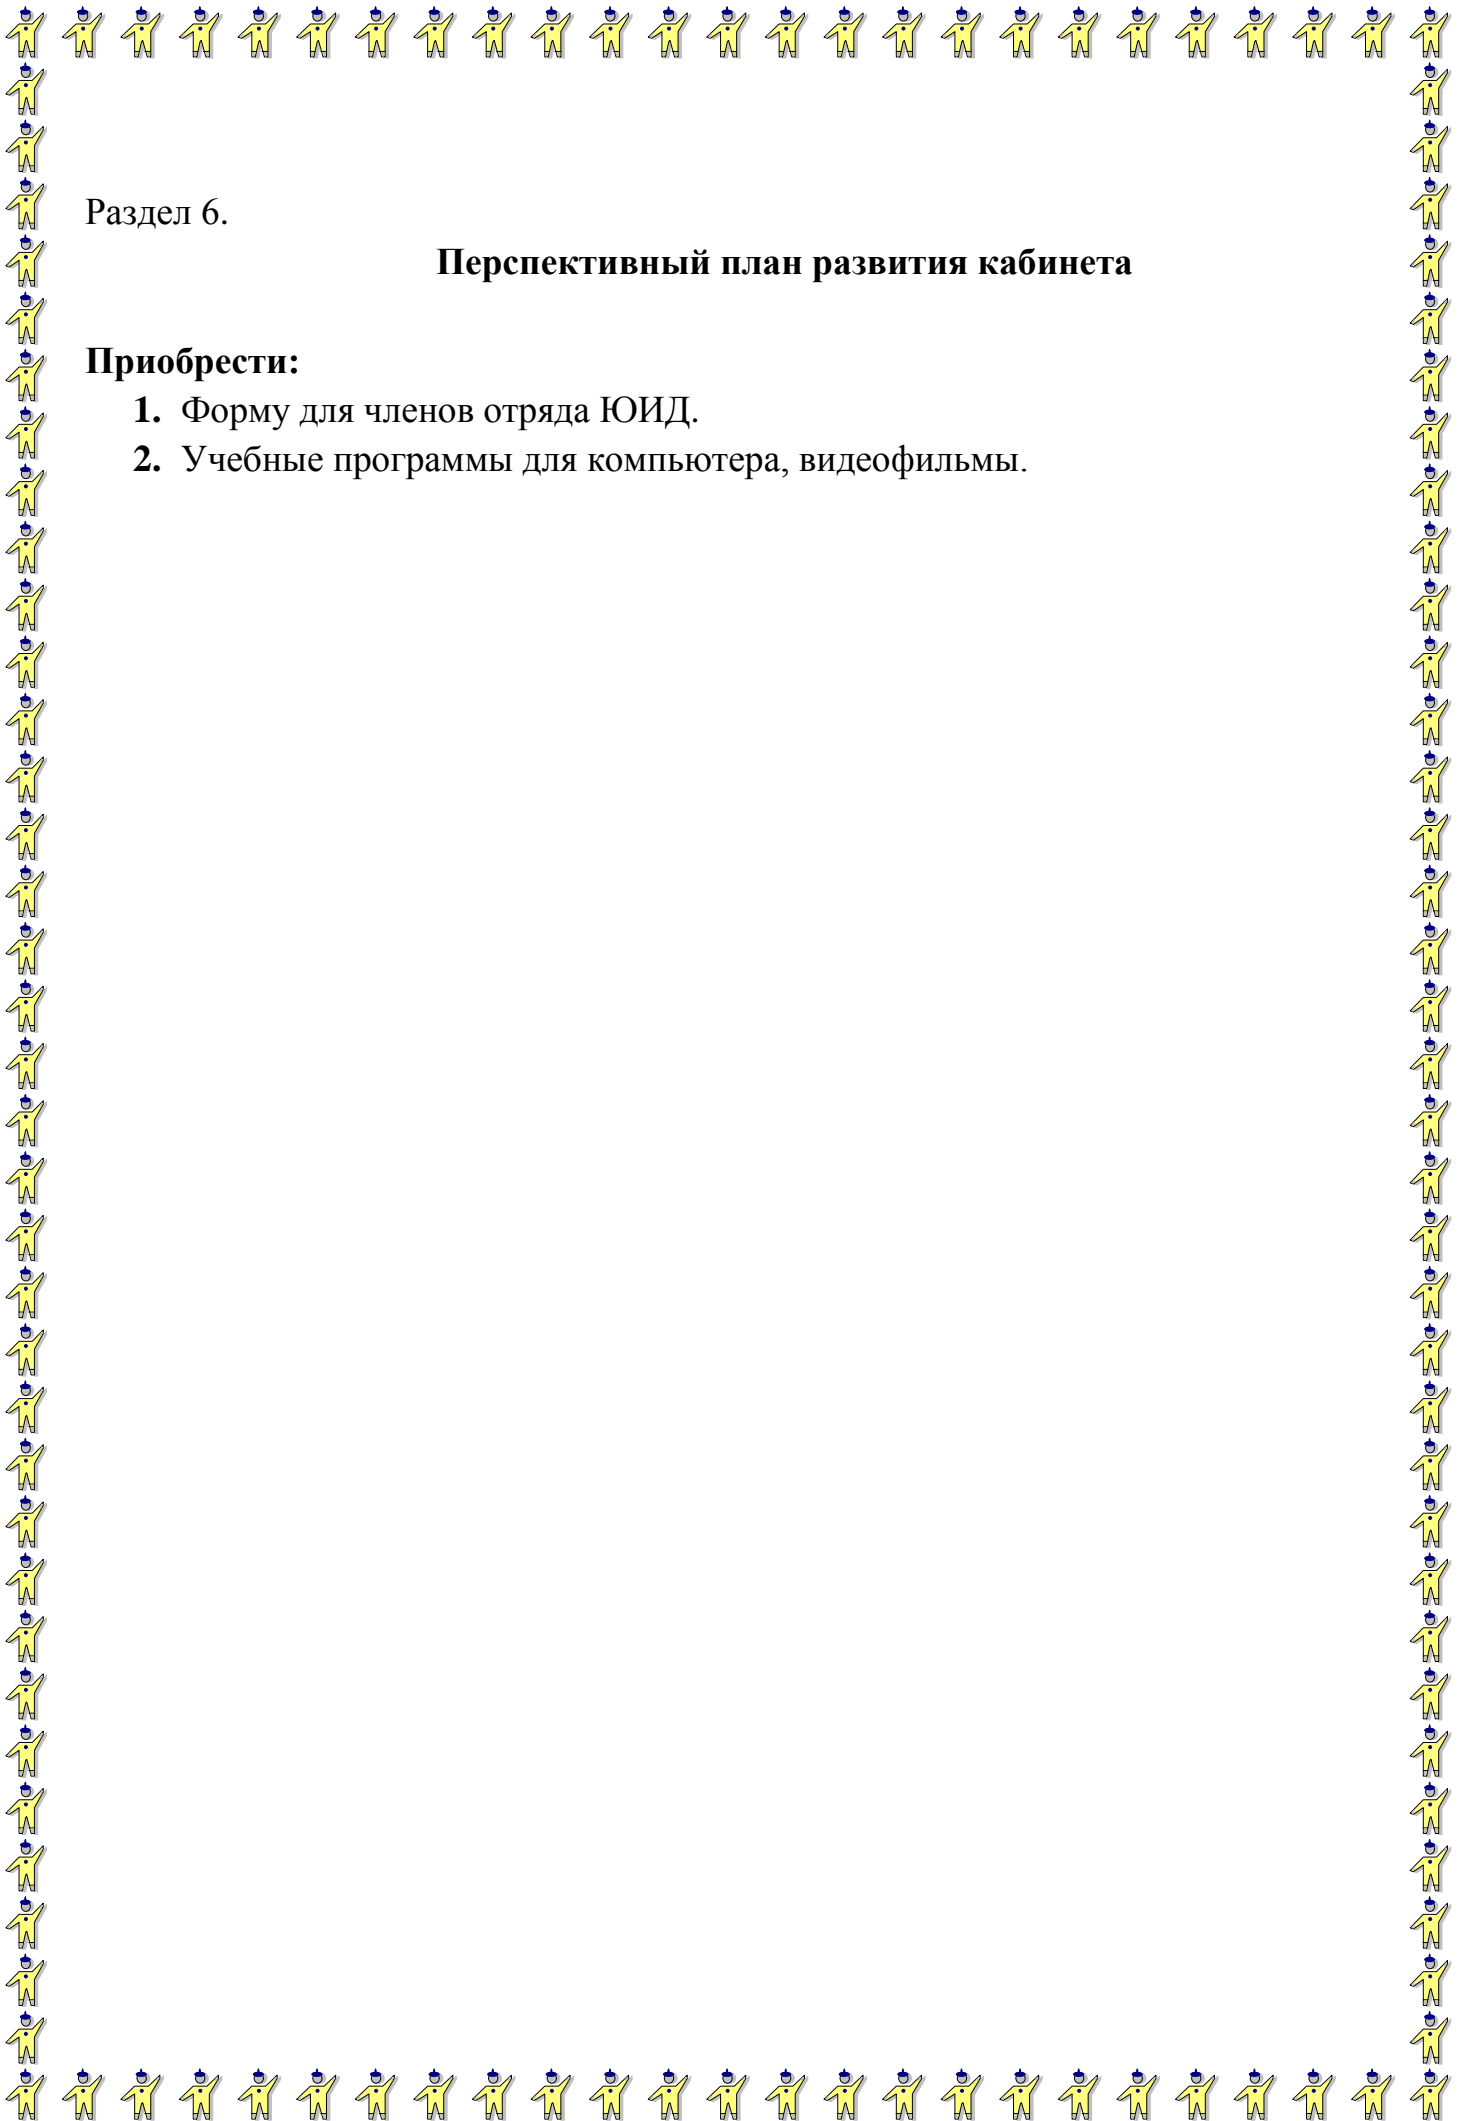 Раздел 6.
Перспективный план развития кабинета
Приобрести:
1. Форму для членов отряда ЮИД.
2. Учебные программы для компьютера, видеофильмы.